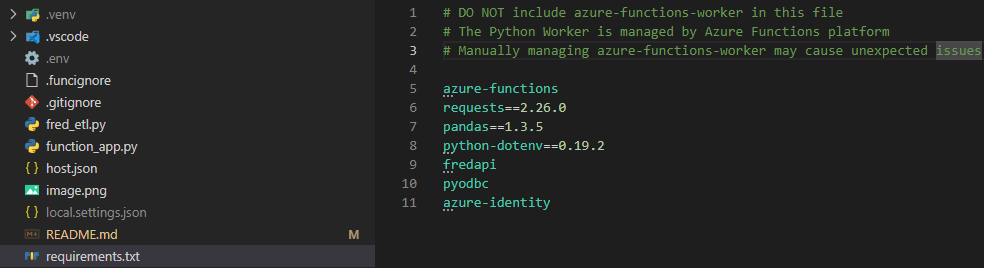 .venv
.vscode
.env
.funcignore
.gitignore
fred_etl.py
function_app.py
host.json
image.png
local.settings.json
README.md M
requirements.txt
1 # DO NOT include azure-functions-worker in this file
2 # The Python Worker is managed by Azure Functions platform
3 # Manually managing azure-functions-worker may cause unexpected issues
4
5 azure-functions
6 requests==2.26.0
7 pandas==1.3.5
8 python-dotenv==0.19.2
9 fredapi
10 pyodbc
11 azure-identity